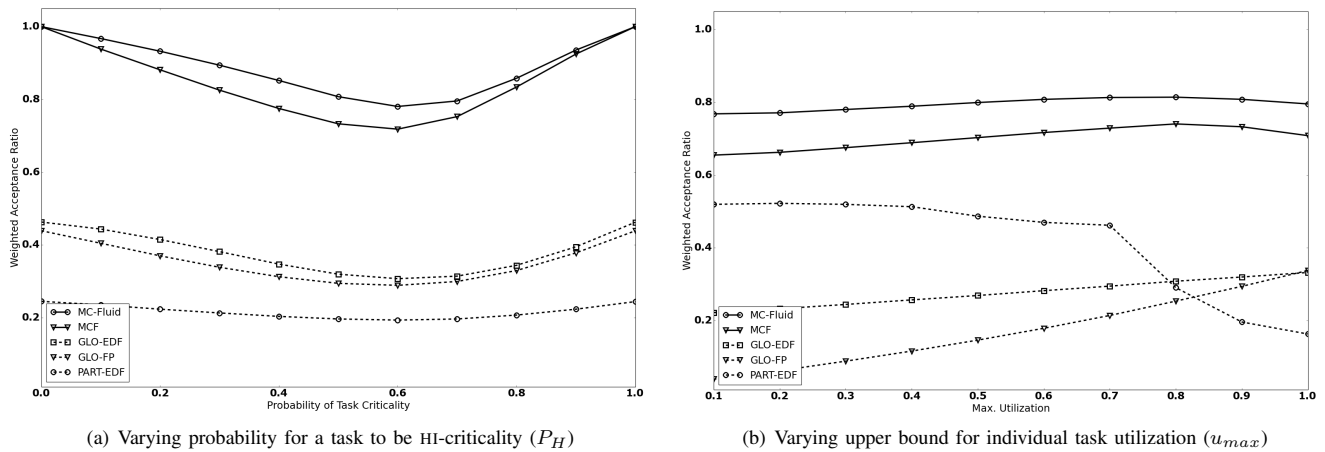 1.0
0.8
0.6
0.4
0.2
Weighted Acceptance Ratio
MC-Fluid
MCF
GLO-EDF
GLO-FP
PART-EDF
0.0 0.2 0.4 0.6 0.8 1.0
Probability of Task Criticality
(a) Varying probability for a task to be HI-criticality (P_H)
1.0
0.8
0.6
0.4
0.2
Weighted Acceptance Ratio
MC-Fluid
MCF
GLO-EDF
GLO-FP
PART-EDF
0.1 0.2 0.3 0.4 0.5 0.6 0.7 0.8 0.9 1.0
Max. Utilization
(b) Varying upper bound for individual task utilization (u_{max})